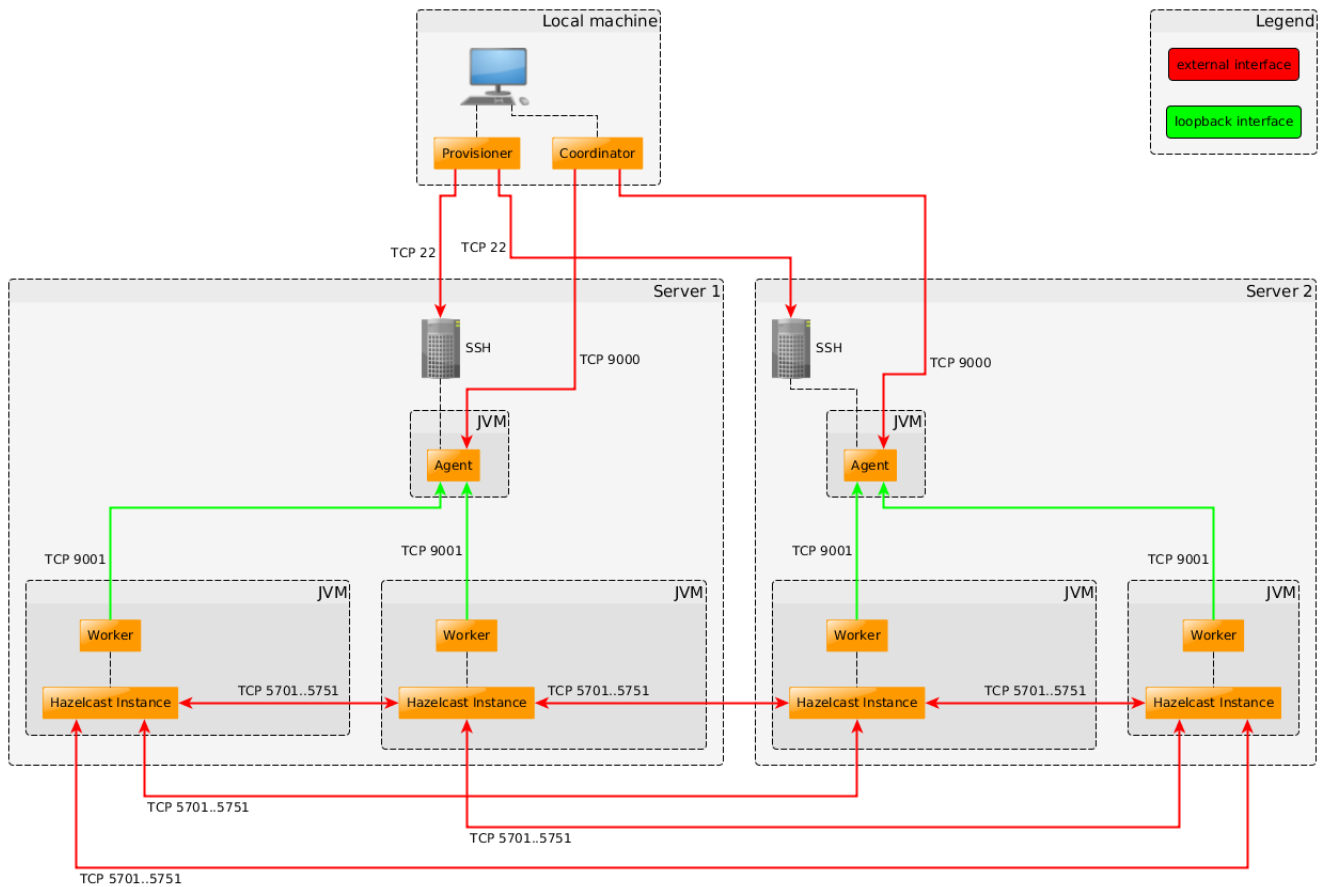 Local machine
Legend
external interface
loopback interface
Provisioner
Coordinator
TCP 22
TCP 22
Server 1
Server 2
SSH
SSH
TCP 9000
TCP 9000
JVM
JVM
Agent
Agent
TCP 9001
TCP 9001
TCP 9001
TCP 9001
JVM
JVM
JVM
JVM
Worker
Worker
Worker
Worker
Hazelcast Instance
TCP 5701..5751
Hazelcast Instance
TCP 5701..5751
Hazelcast Instance
TCP 5701..5751
Hazelcast Instance
TCP 5701..5751
TCP 5701..5751
TCP 5701..5751